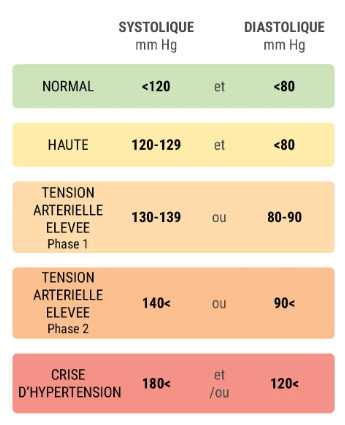 SYSTOLIQUE DIASTOLIQUE
mm Hg mm Hg
NORMAL <120 et <80
HAUTE 120-129 et <80
TENSION
ARTERIELLE
ELEVEE
Phase 1
130-139 ou 80-90
TENSION
ARTERIELLE
ELEVEE
Phase 2
140< ou 90<
CRISE
D'HYPERTENSION
180< et
/ou 120<